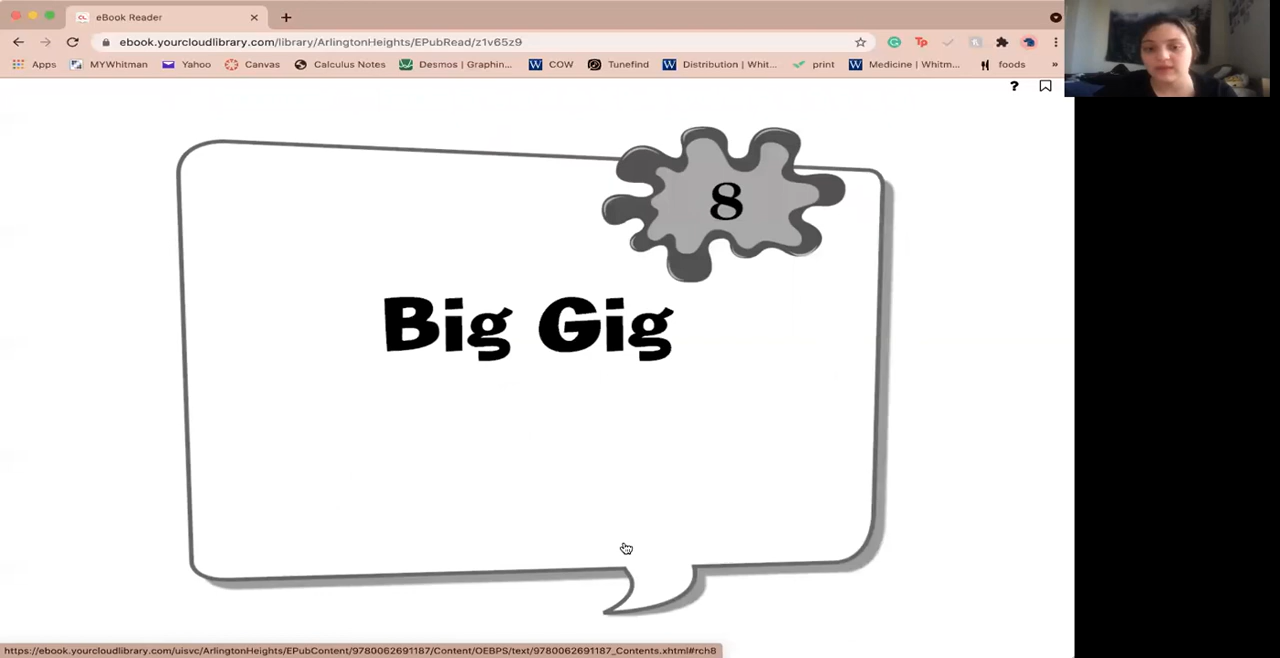 eBook Reader
ebook.yourcloudlibrary.com/library/ArlingtonHeights/EPubRead/z1v65z9
Apps MYWhitman Yahoo Canvas Calculus Notes Desmos | Graphin... COW Tunefind Distribution | Whit... print Medicine | Whitm... foods »
?
8
Big Gig
https://ebook.yourcloudlibrary.com/uisvc/ArlingtonHeights/EPubContent/9780062691187/Content/OEBPS/text/9780062691187_Contents.xhtml#rch8